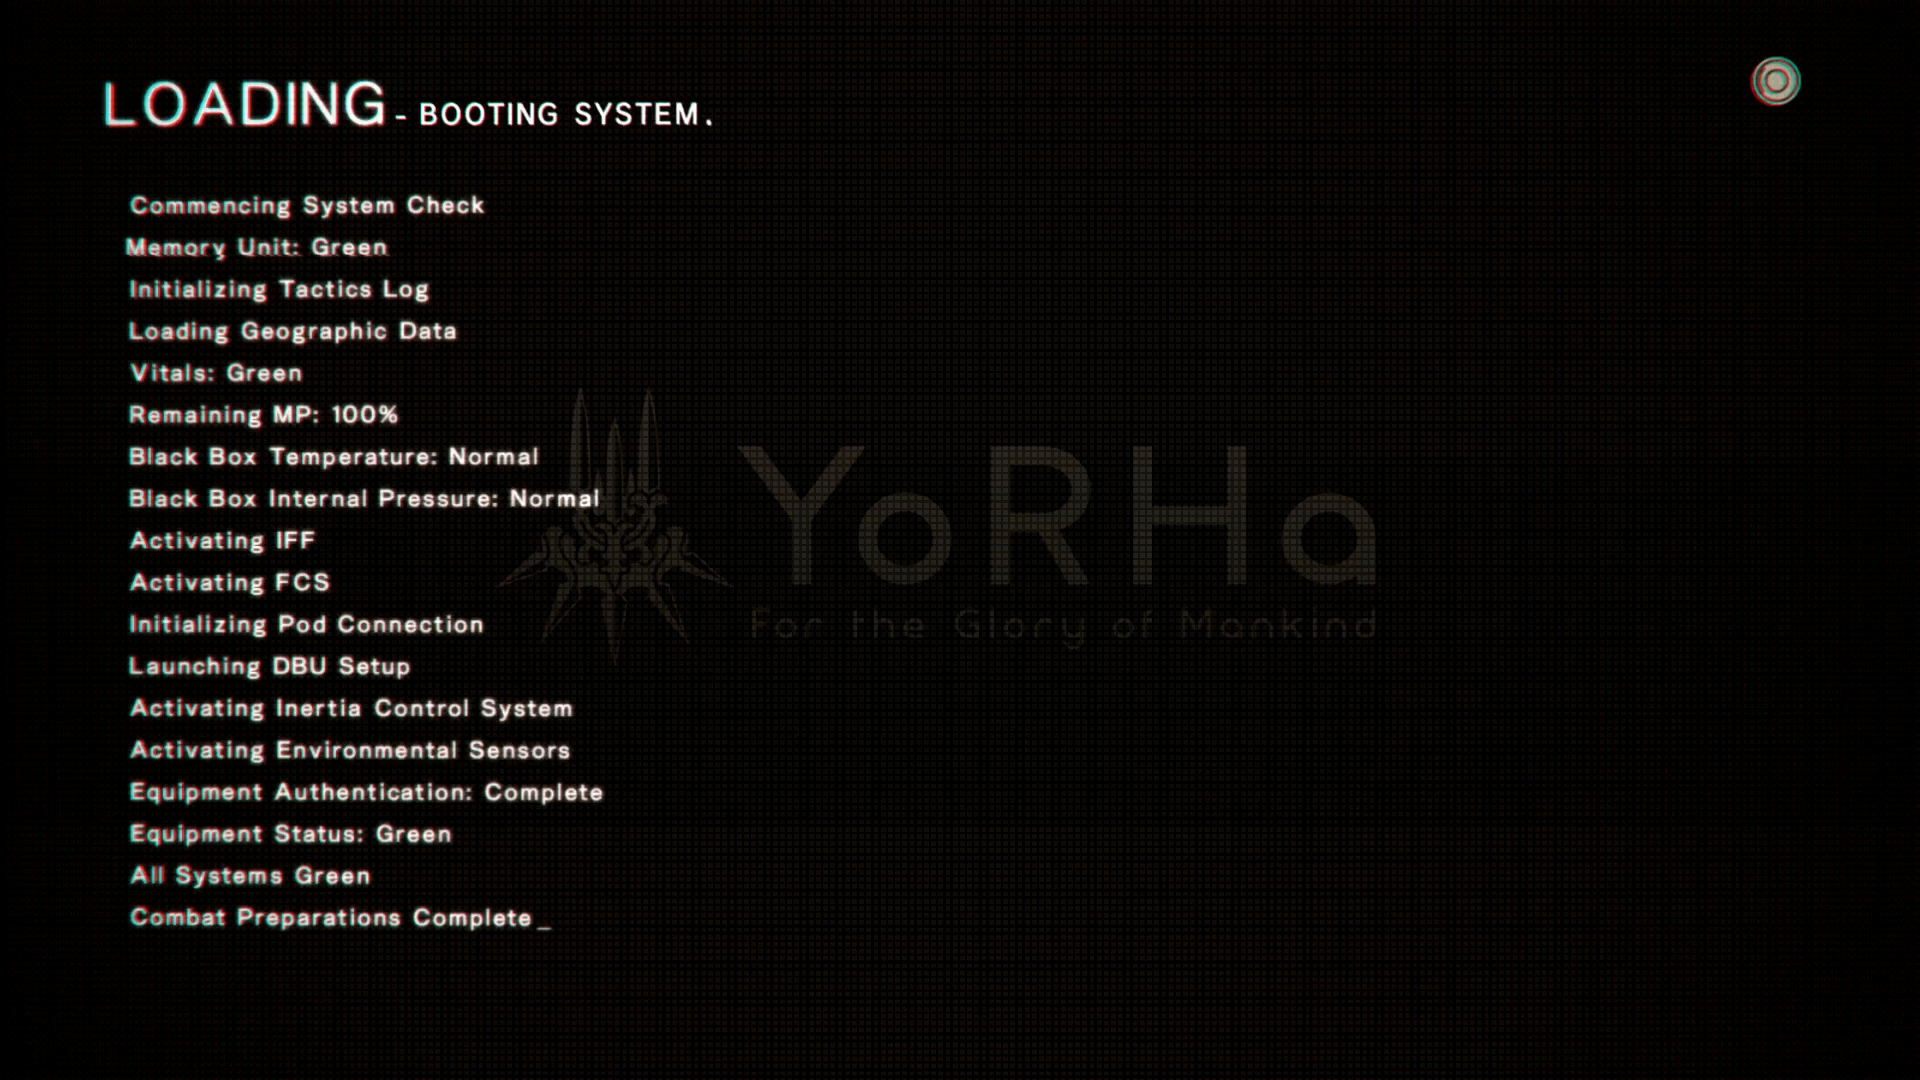 LOADING - BOOTING SYSTEM.
Commencing System Check
Memory Unit: Green
Initializing Tactics Log
Loading Geographic Data
Vitals: Green
Remaining MP: 100%
Black Box Temperature: Normal
Black Box Internal Pressure: Normal
Activating IFF
Activating FCS
Initializing Pod Connection
Launching DBU Setup
Activating Inertia Control System
Activating Environmental Sensors
Equipment Authentication: Complete
Equipment Status: Green
All Systems Green
Combat Preparations Complete_
YoRHa
For the Glory of Mankind